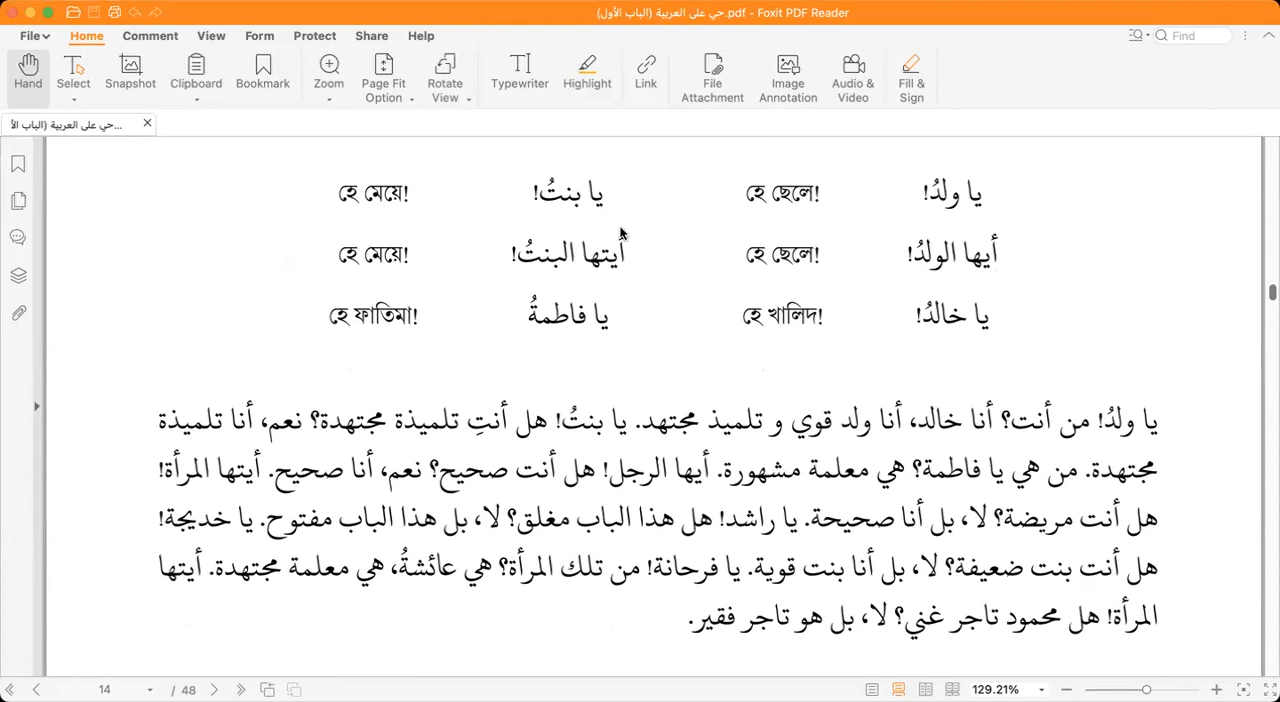 حي على العربية (الباب الأول).pdf - Foxit PDF Reader
File Home Comment View Form Protect Share Help Find
Hand Select Snapshot Clipboard Bookmark Zoom Page Fit Option Rotate View Typewriter Highlight Link File Attachment Image Annotation Audio & Video Fill & Sign
حي على العربية (الباب الأ...
يا ولدُ! হে ছেলে! يا بنتُ! হে মেয়ে!
أيها الولدُ! হে ছেলে! أيتها البنتُ! হে মেয়ে!
يا خالدُ! হে খালিদ! يا فاطمةُ হে ফাতিমা!
يا ولدُ! من أنت؟ أنا خالد، أنا ولد قوي و تلميذ مجتهد. يا بنتُ! هل أنتِ تلميذة مجتهدة؟ نعم، أنا تلميذة
مجتهدة. من هي يا فاطمة؟ هي معلمة مشهورة. أيها الرجل! هل أنت صحيح؟ نعم، أنا صحيح. أيتها المرأة!
هل أنت مريضة؟ لا، بل أنا صحيحة. يا راشد! هل هذا الباب مغلق؟ لا، بل هذا الباب مفتوح. يا خديجة!
هل أنت بنت ضعيفة؟ لا، بل أنا بنت قوية. يا فرحانة! من تلك المرأة؟ هي عائشةُ، هي معلمة مجتهدة. أيتها
المرأة! هل محمود تاجر غني؟ لا، بل هو تاجر فقير.
14 / 48 129.21%